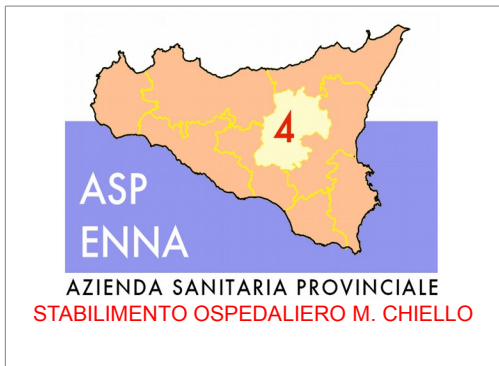 4
ASP
ENNA
AZIENDA SANITARIA PROVINCIALE
STABILIMENTO OSPEDALIERO M. CHIELLO